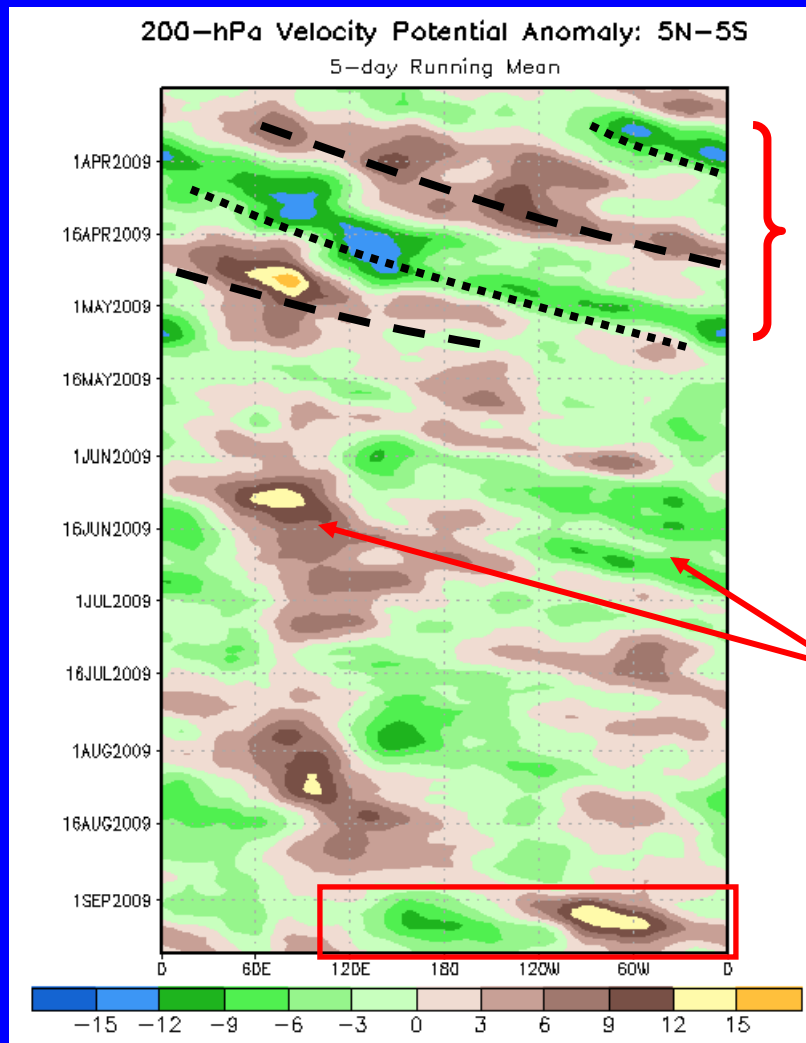 200-hPa Velocity Potential Anomaly: 5N-5S
5-day Running Mean
1APR2009
16APR2009
1MAY2009
16MAY2009
1JUN2009
16JUN2009
1JUL2009
16JUL2009
1AUG2009
16AUG2009
1SEP2009
0 60E 120E 180 120W 60W 0
-15 -12 -9 -6 -3 0 3 6 9 12 15